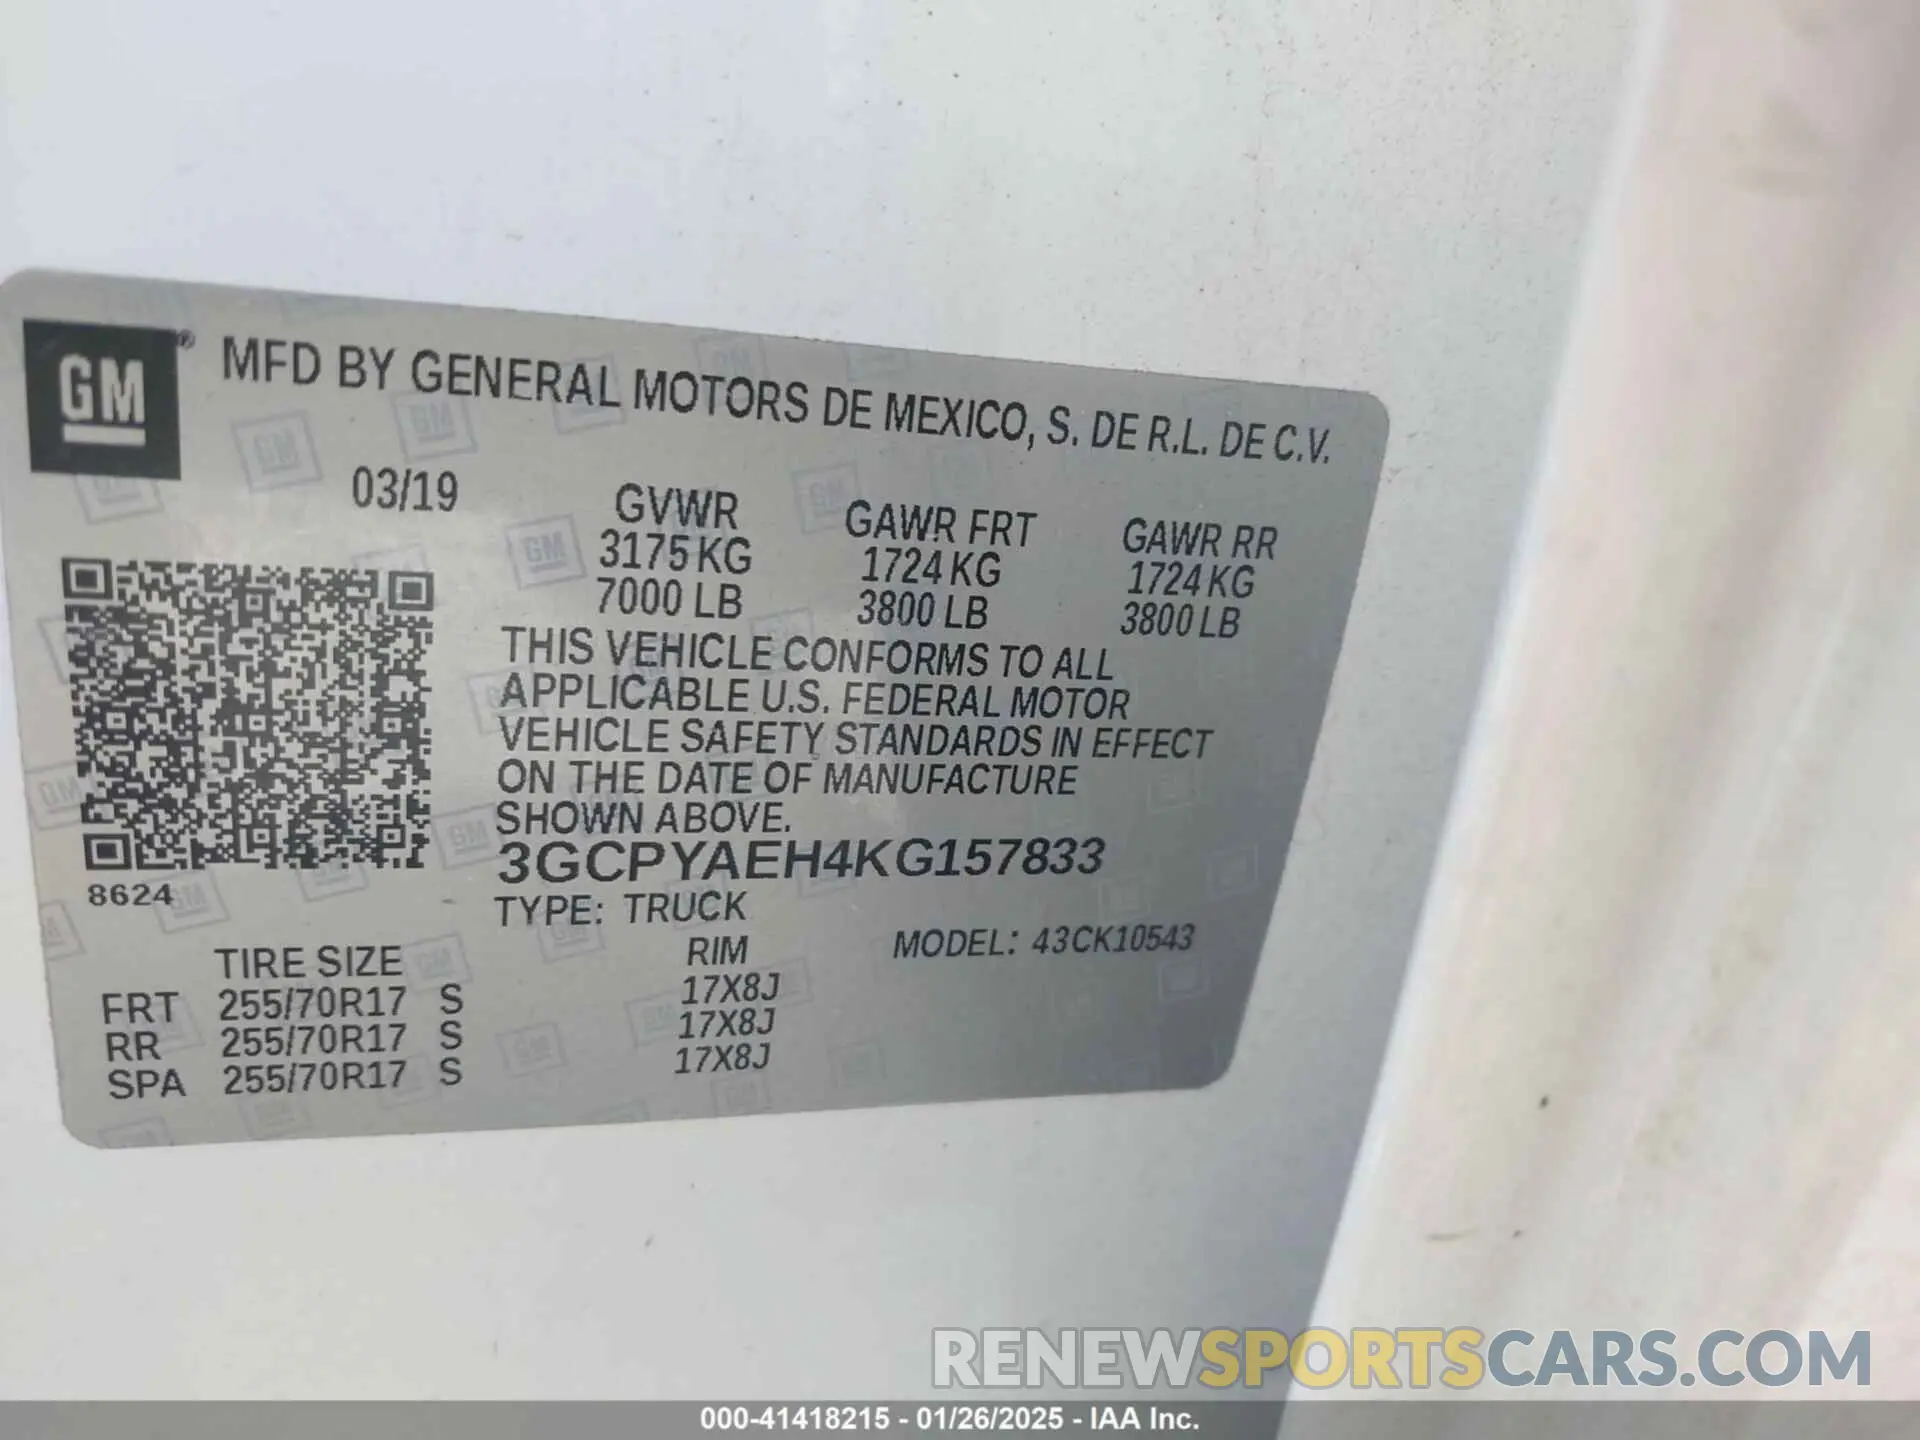 GM ® MFD BY GENERAL MOTORS DE MEXICO, S. DE R.L. DE C.V.
03/19
GVWR GAWR FRT GAWR RR
3175 KG 1724 KG 1724 KG
7000 LB 3800 LB 3800 LB
THIS VEHICLE CONFORMS TO ALL
APPLICABLE U.S. FEDERAL MOTOR
VEHICLE SAFETY STANDARDS IN EFFECT
ON THE DATE OF MANUFACTURE
SHOWN ABOVE.
3GCPYAEH4KG157833
8624
TYPE: TRUCK
MODEL: 43CK10543
TIRE SIZE RIM
FRT 255/70R17 S 17X8J
RR 255/70R17 S 17X8J
SPA 255/70R17 S 17X8J
RENEWSPORTSCARS.COM
000-41418215 - 01/26/2025 - IAA Inc.